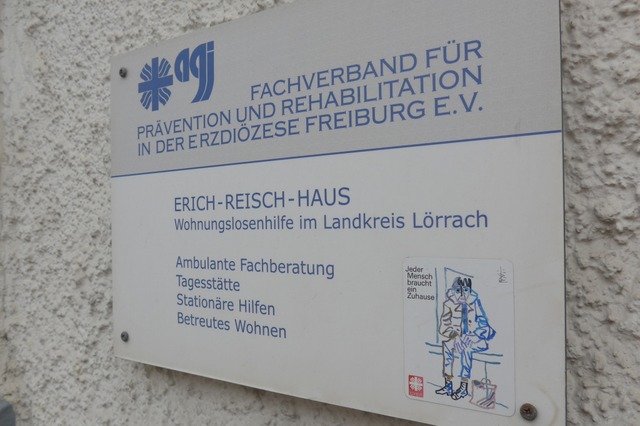 agj
FACHVERBAND FÜR
PRÄVENTION UND REHABILITATION
IN DER ERZDIÖZESE FREIBURG E.V.
ERICH-REISCH-HAUS
Wohnungslosenhilfe im Landkreis Lörrach
Ambulante Fachberatung
Tagesstätte
Stationäre Hilfen
Betreutes Wohnen
Jeder
Mensch
braucht
ein
Zuhause